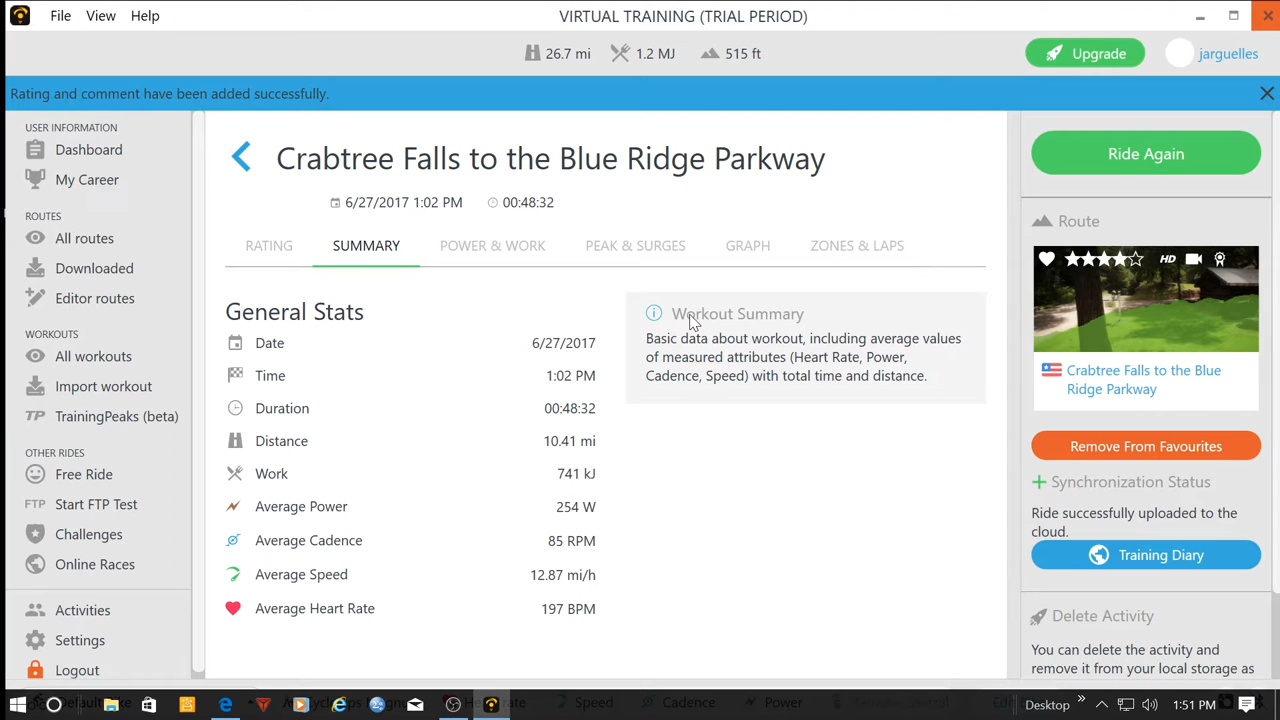 File View Help
VIRTUAL TRAINING (TRIAL PERIOD)
26.7 mi 1.2 MJ 515 ft
Upgrade
jarguelles
Rating and comment have been added successfully.
USER INFORMATION
Dashboard
My Career
ROUTES
All routes
Downloaded
Editor routes
WORKOUTS
All workouts
Import workout
TP TrainingPeaks (beta)
OTHER RIDES
Free Ride
FTP Start FTP Test
Challenges
Online Races
Activities
Settings
Logout
Crabtree Falls to the Blue Ridge Parkway
6/27/2017 1:02 PM 00:48:32
RATING SUMMARY POWER & WORK PEAK & SURGES GRAPH ZONES & LAPS
General Stats
Date 6/27/2017
Time 1:02 PM
Duration 00:48:32
Distance 10.41 mi
Work 741 kJ
Average Power 254 W
Average Cadence 85 RPM
Average Speed 12.87 mi/h
Average Heart Rate 197 BPM
Workout Summary
Basic data about workout, including average values
of measured attributes (Heart Rate, Power,
Cadence, Speed) with total time and distance.
Ride Again
Route
HD
Crabtree Falls to the Blue
Ridge Parkway
Remove From Favourites
Synchronization Status
Ride successfully uploaded to the
cloud.
Training Diary
Delete Activity
You can delete the activity and
remove it from your local storage as
Speed Cadence Power
Desktop 1:51 PM